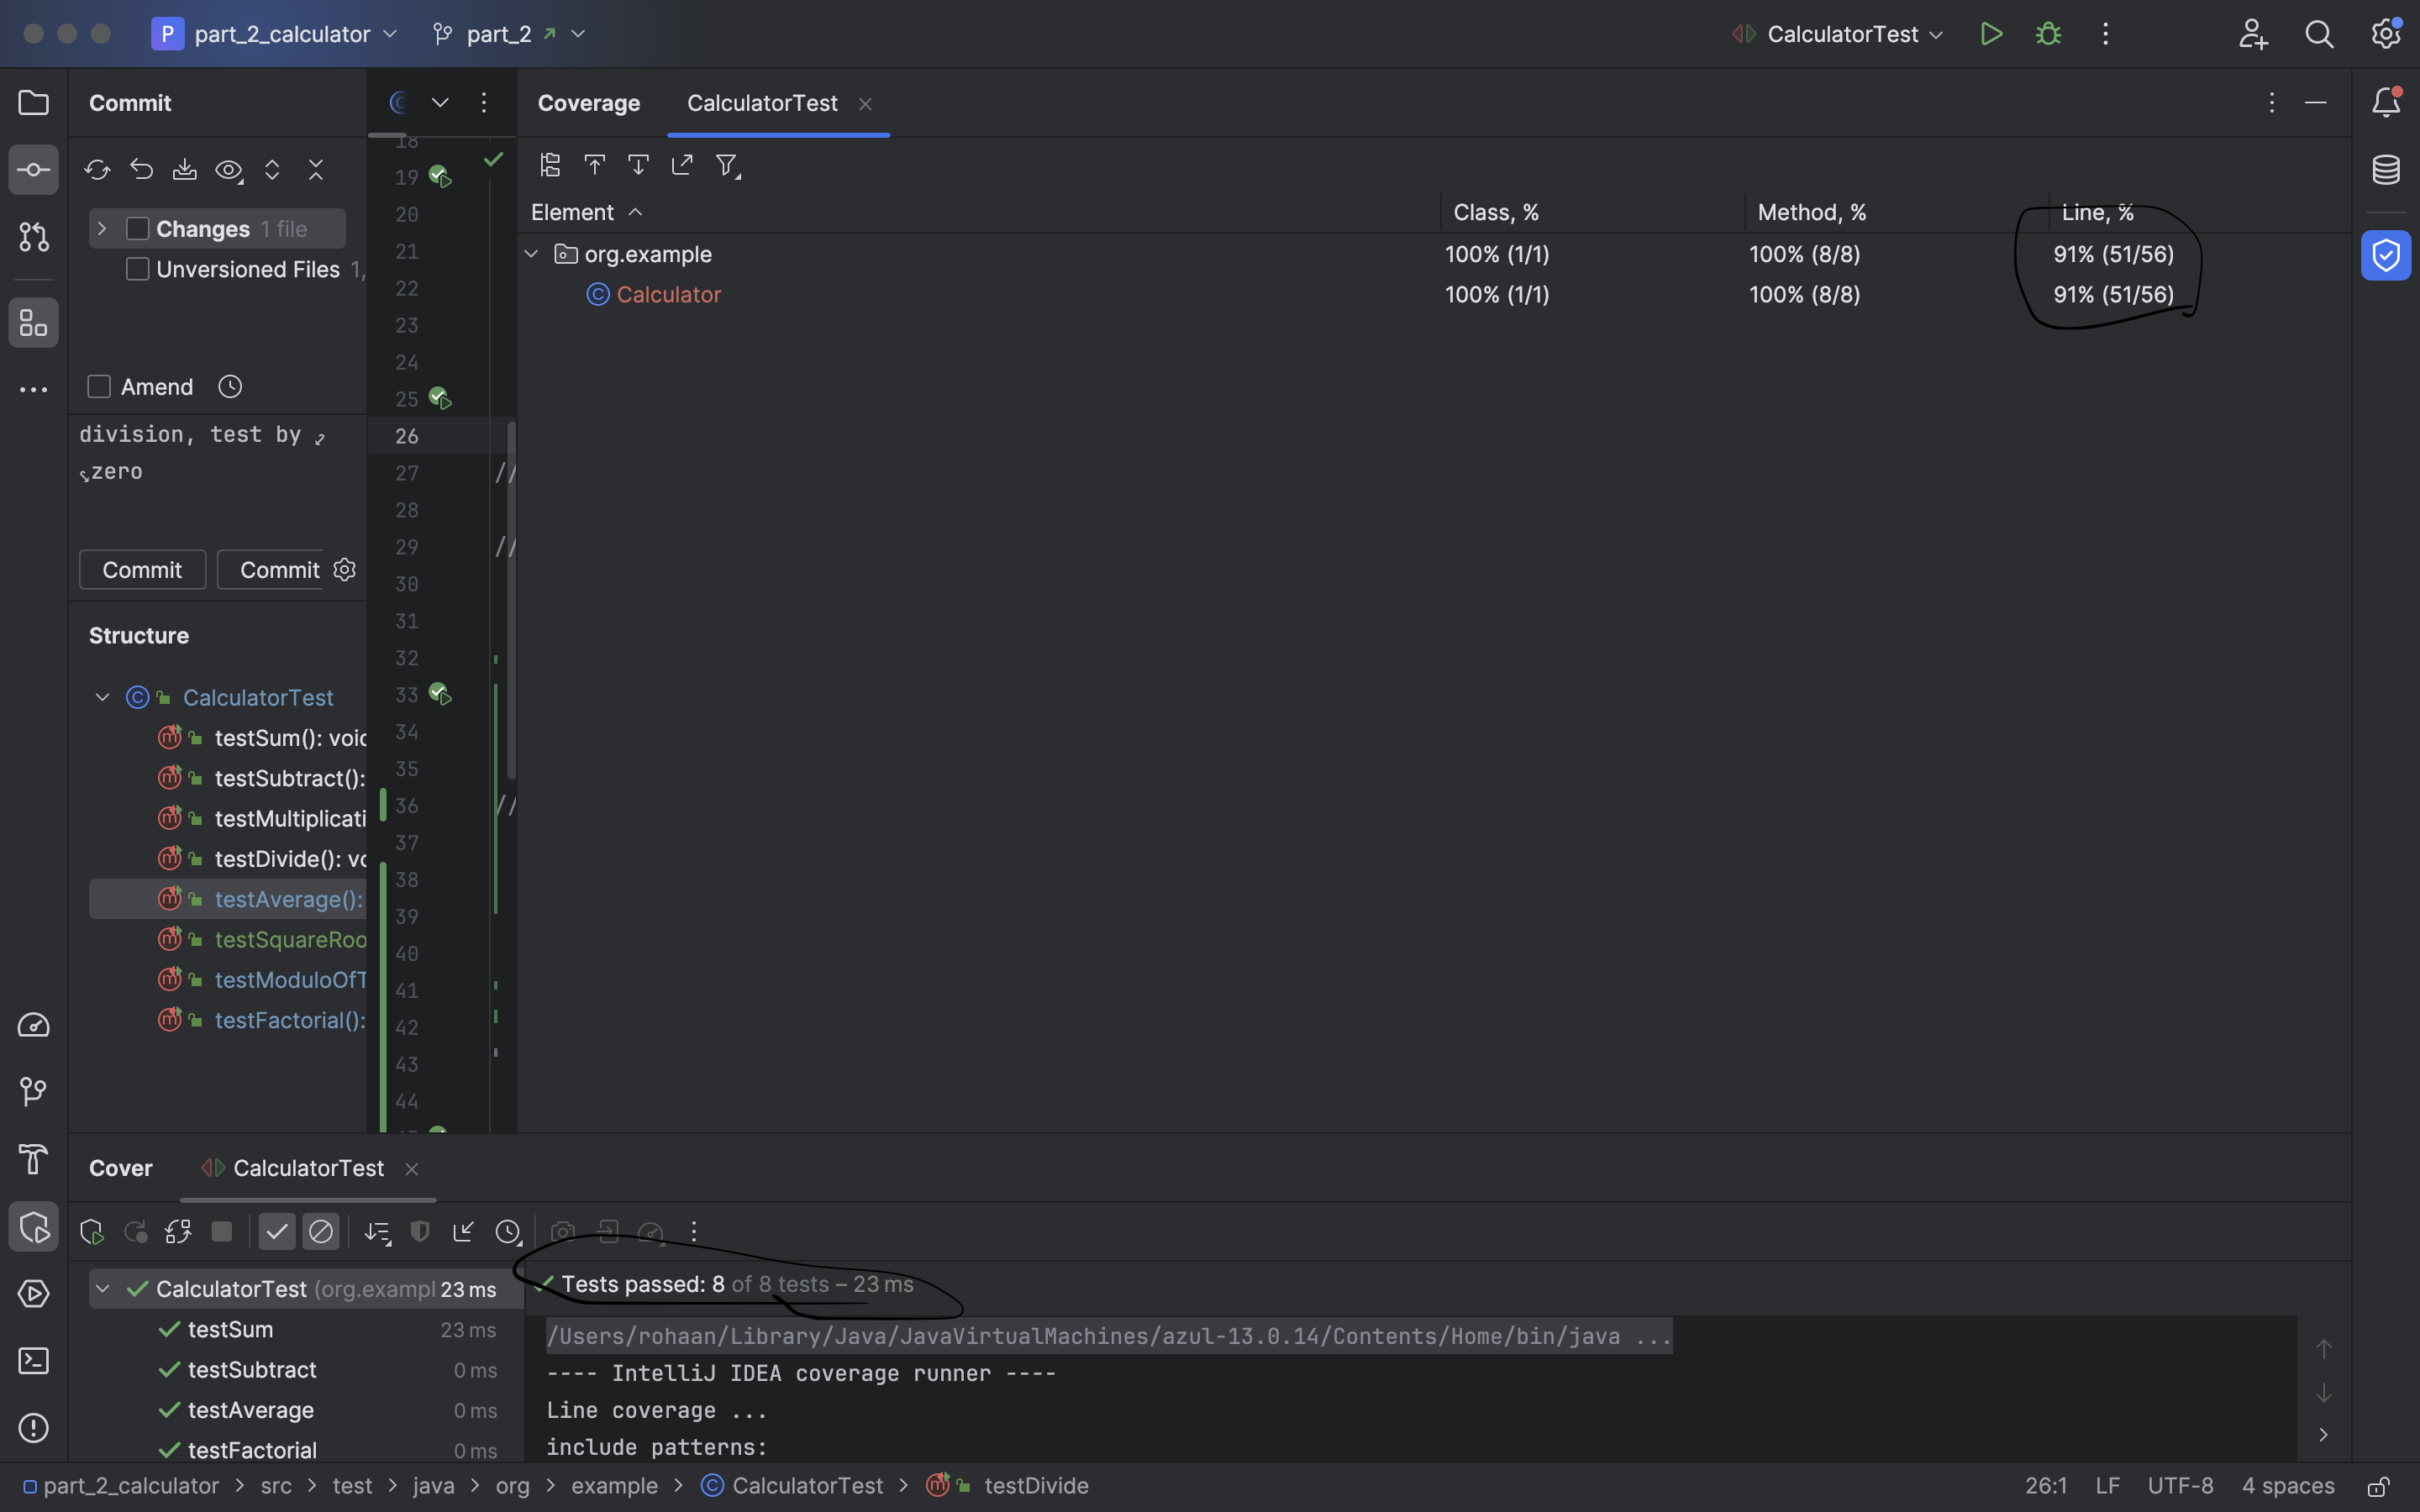 P part_2_calculator part_2 CalculatorTest
Commit
Coverage CalculatorTest
Changes 1 file
Unversioned Files 1,
Amend
division, test by
zero
Commit Commit
Structure
CalculatorTest
testSum(): voic
testSubtract():
testMultiplicati
testDivide(): vc
testAverage():
testSquareRoo
testModuloOfT
testFactorial():
18
19
20
21
22
23
24
25
26
27 //
28
29 //
30
31
32
33
34
35
36 //
37
38
39
40
41
42
43
44
Element Class, % Method, % Line, %
org.example 100% (1/1) 100% (8/8) 91% (51/56)
Calculator 100% (1/1) 100% (8/8) 91% (51/56)
Cover CalculatorTest
CalculatorTest (org.exampl 23 ms
testSum 23 ms
testSubtract 0 ms
testAverage 0 ms
testFactorial 0 ms
Tests passed: 8 of 8 tests – 23 ms
/Users/rohaan/Library/Java/JavaVirtualMachines/azul-13.0.14/Contents/Home/bin/java ...
---- IntelliJ IDEA coverage runner ----
Line coverage ...
include patterns:
part_2_calculator > src > test > java > org > example > CalculatorTest > testDivide 26:1 LF UTF-8 4 spaces